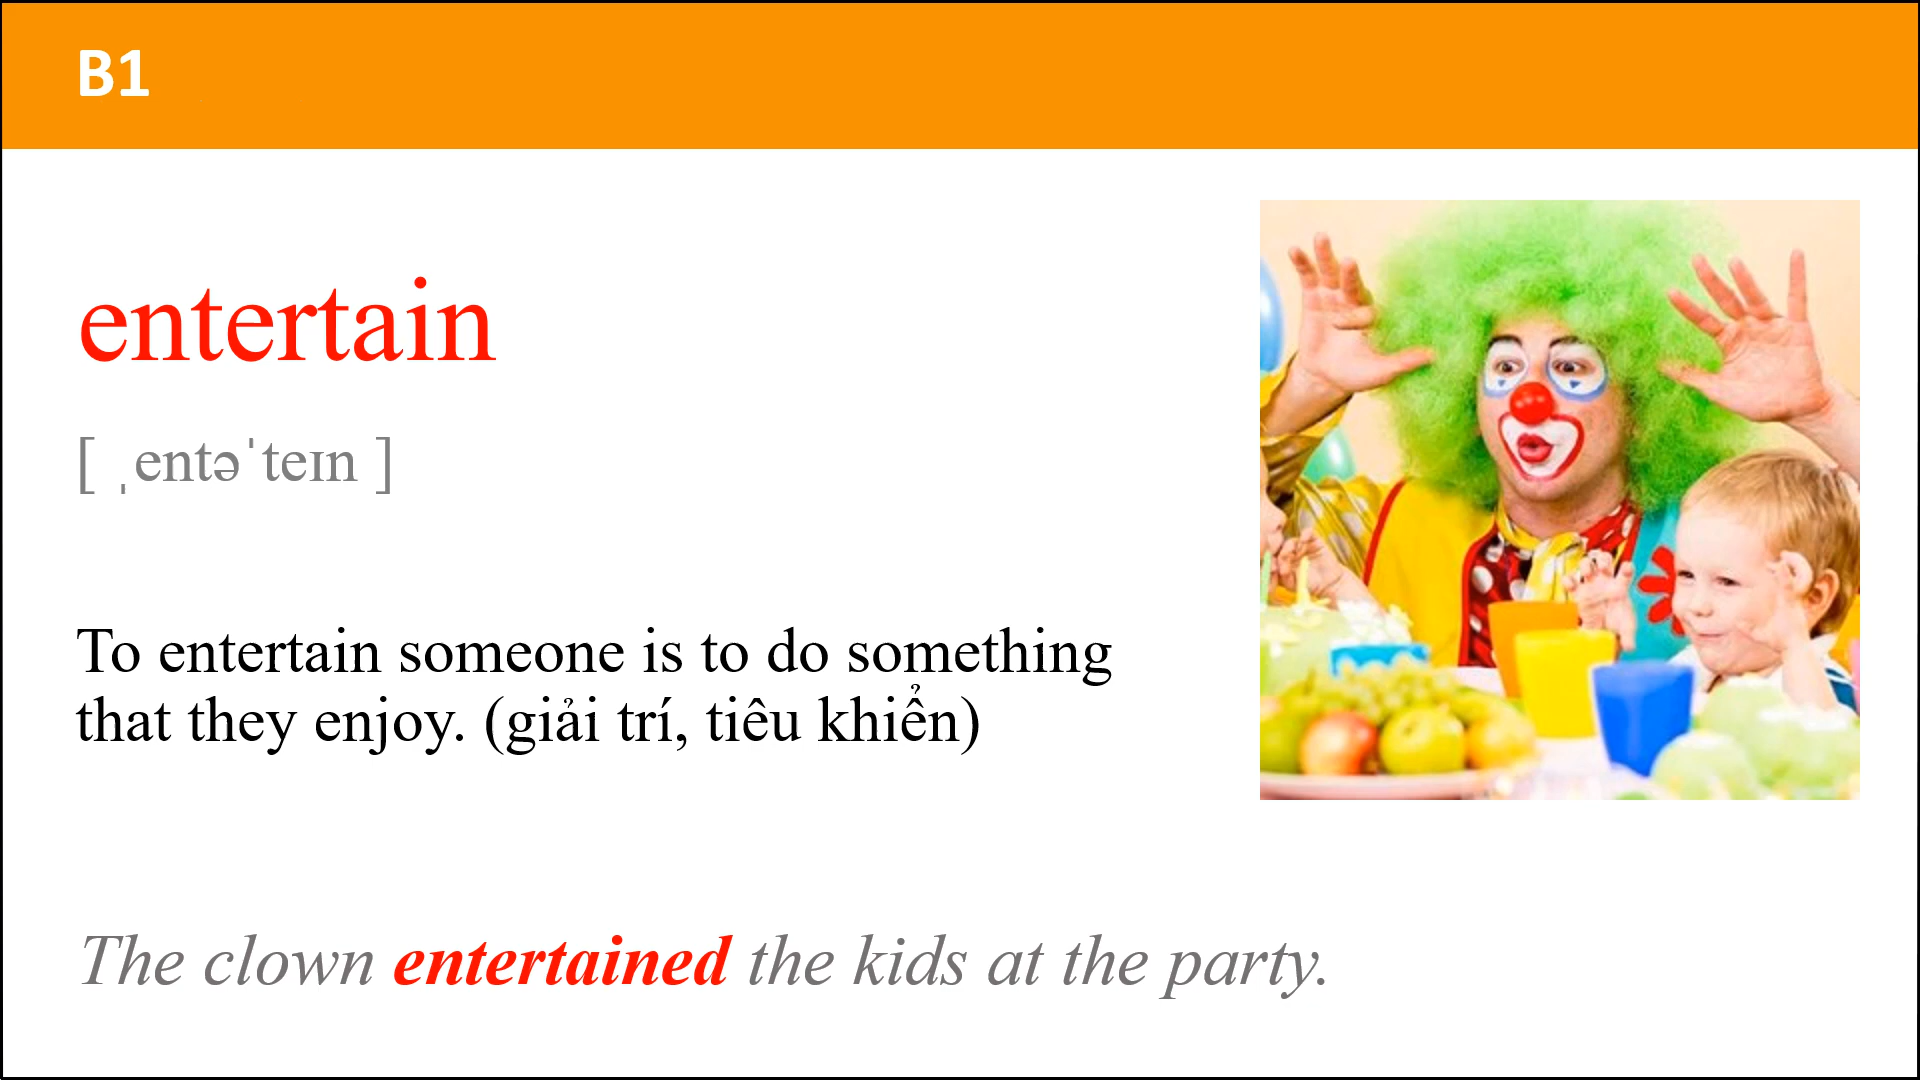 B1
entertain
[ ˌentəˈteɪn ]
To entertain someone is to do something
that they enjoy. (giải trí, tiêu khiển)
The clown entertained the kids at the party.